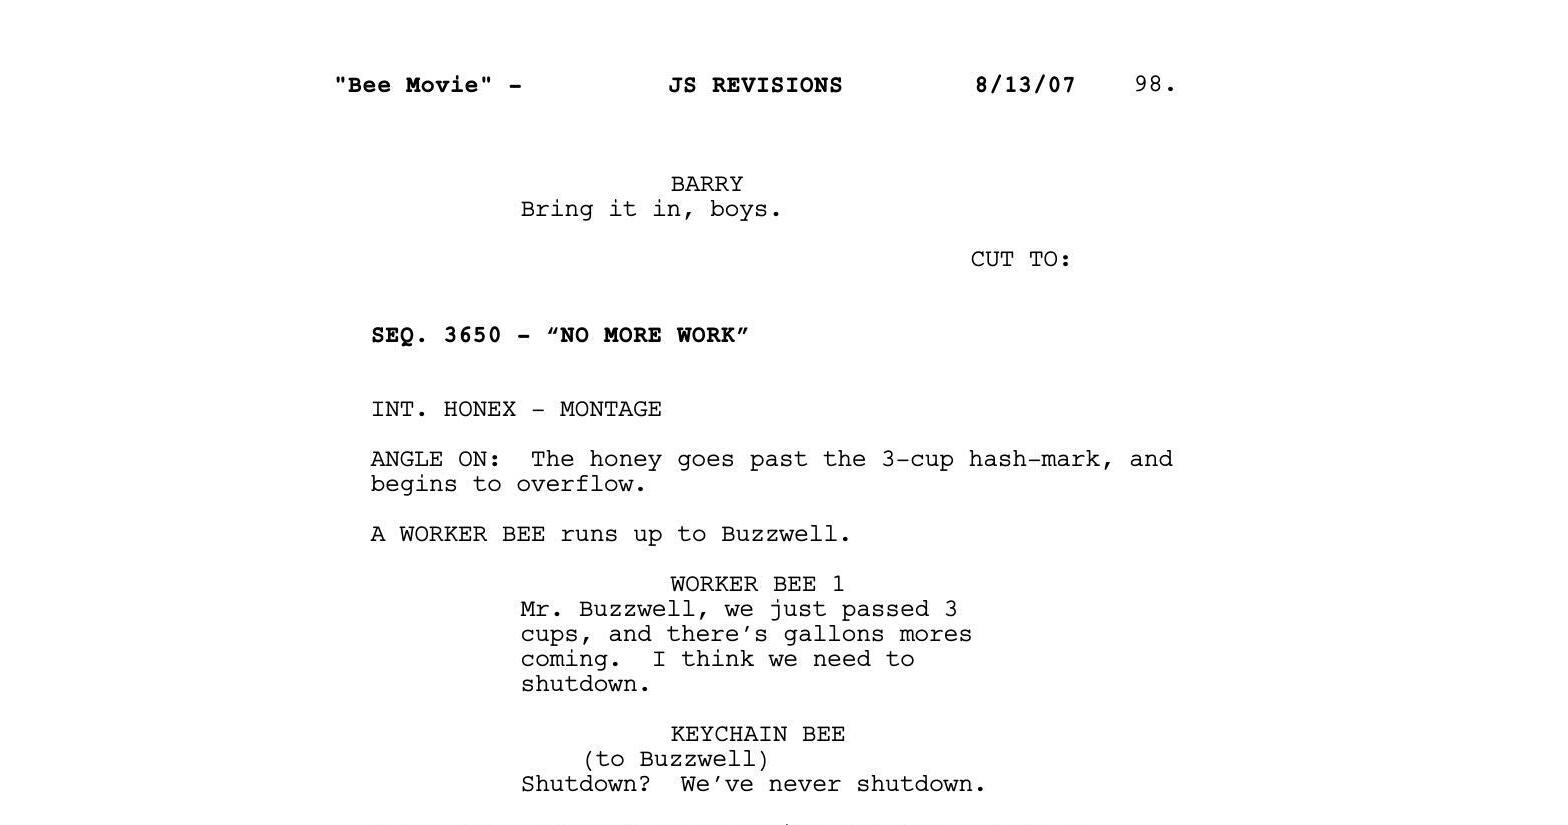 "Bee Movie" - JS REVISIONS 8/13/07 98.
BARRY
Bring it in, boys.
CUT TO:
SEQ. 3650 - “NO MORE WORK”
INT. HONEX - MONTAGE
ANGLE ON:  The honey goes past the 3-cup hash-mark, and
begins to overflow.
A WORKER BEE runs up to Buzzwell.
WORKER BEE 1
Mr. Buzzwell, we just passed 3
cups, and there’s gallons mores
coming.  I think we need to
shutdown.
KEYCHAIN BEE
(to Buzzwell)
Shutdown?  We’ve never shutdown.